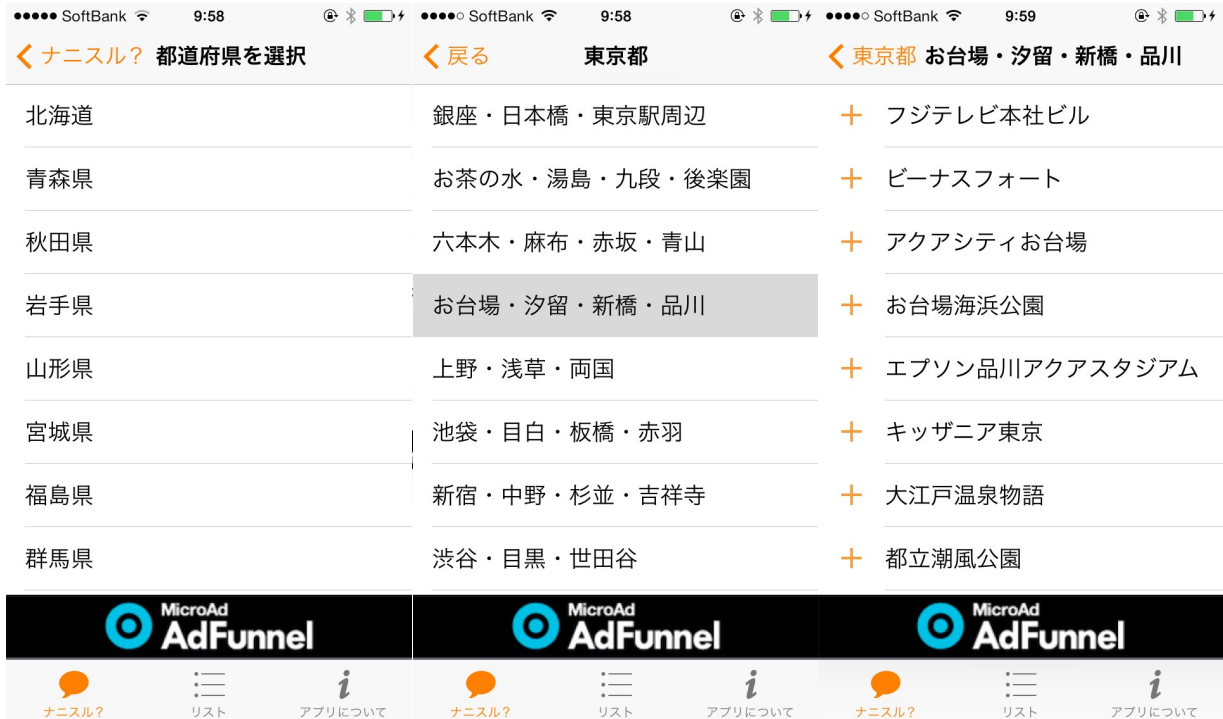 SoftBank 9:58
ナニスル? 都道府県を選択
北海道
青森県
秋田県
岩手県
山形県
宮城県
福島県
群馬県
MicroAd
AdFunnel
ナニスル? リスト アプリについて
SoftBank 9:58
戻る 東京都
銀座・日本橋・東京駅周辺
お茶の水・湯島・九段・後楽園
六本木・麻布・赤坂・青山
お台場・汐留・新橋・品川
上野・浅草・両国
池袋・目白・板橋・赤羽
新宿・中野・杉並・吉祥寺
渋谷・目黒・世田谷
MicroAd
AdFunnel
ナニスル? リスト アプリについて
SoftBank 9:59
東京都 お台場・汐留・新橋・品川
フジテレビ本社ビル
ビーナスフォート
アクアシティお台場
お台場海浜公園
エプソン品川アクアスタジアム
キッザニア東京
大江戸温泉物語
都立潮風公園
MicroAd
AdFunnel
ナニスル? リスト アプリについて